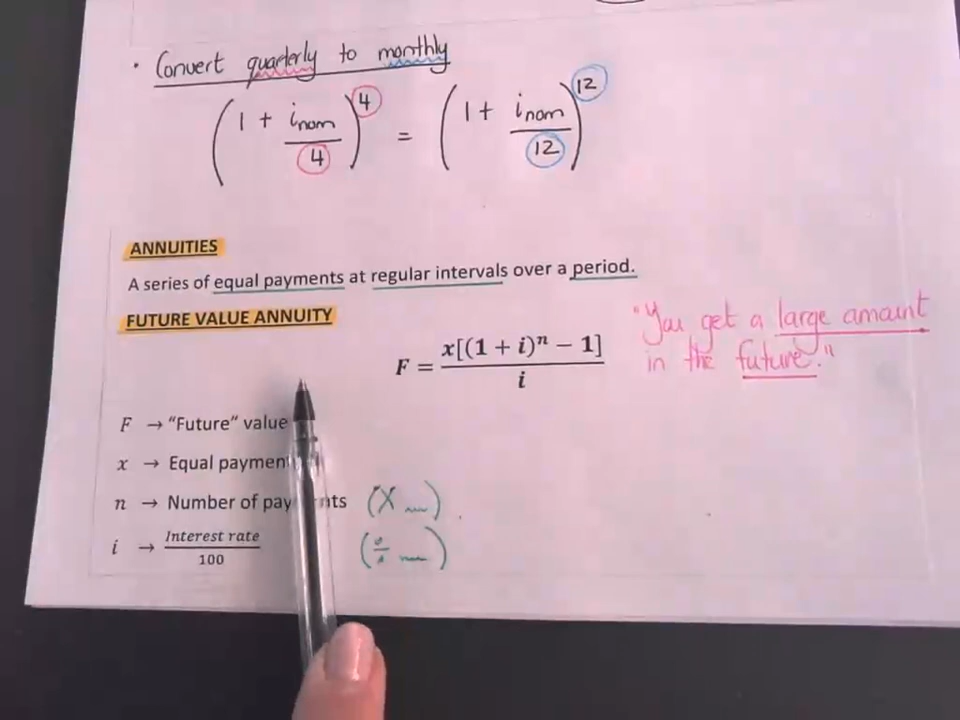 • Convert quarterly to monthly
(1 + i_nom/4)^4 = (1 + i_nom/12)^12
ANNUITIES
A series of equal payments at regular intervals over a period.
FUTURE VALUE ANNUITY
F = x[(1 + i)^n − 1]/i
"You get a large amount
in the future."
F → "Future" value
x → Equal paymen
n → Number of pay nts (X
i → Interest rate/100 (÷